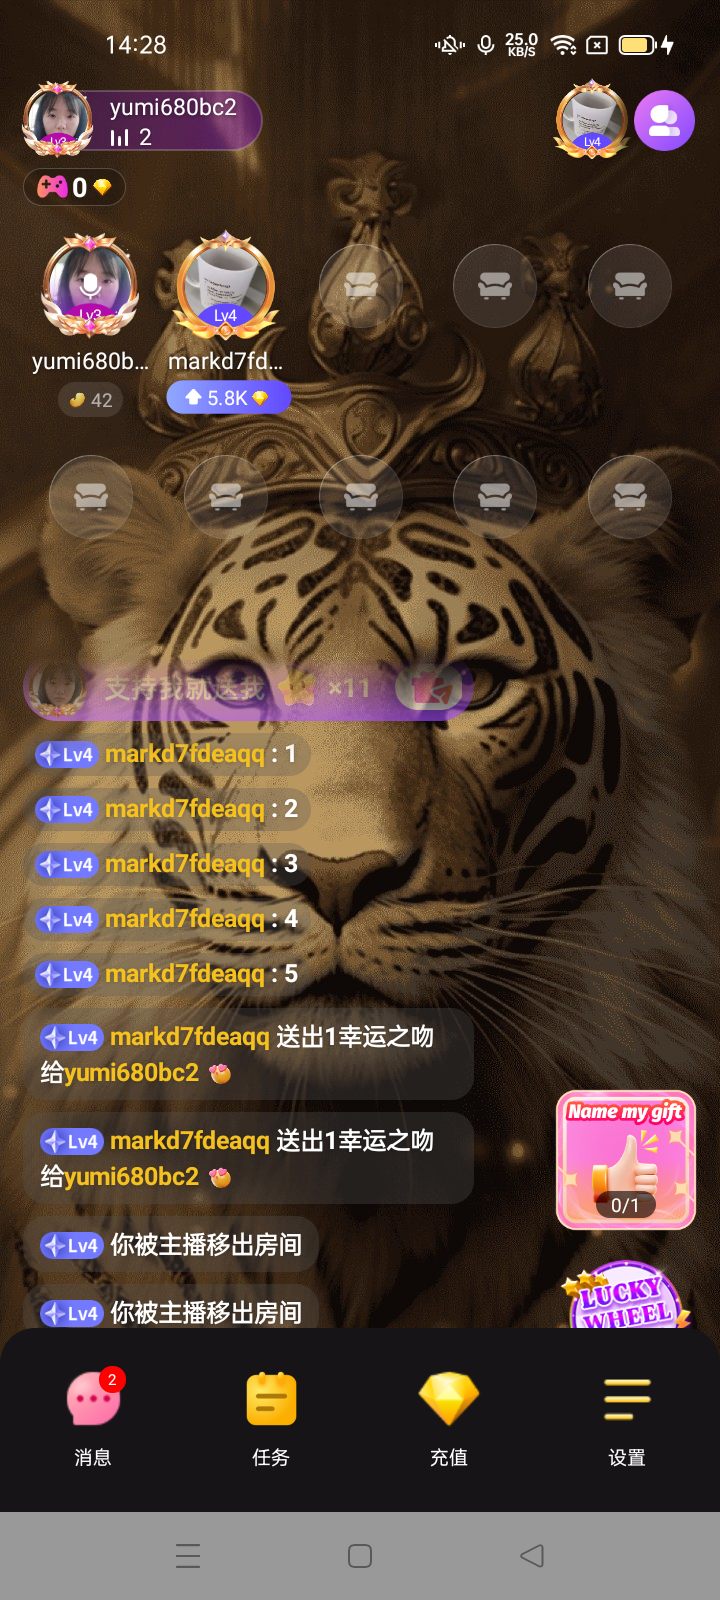 14:28
25.0
KB/S
yumi680bc2
2
Lv3
Lv4
0
Lv3
Lv4
yumi680b...
markd7fd...
42
5.8K
支持我就送我 ×11
Lv4 markd7fdeaqq : 1
Lv4 markd7fdeaqq : 2
Lv4 markd7fdeaqq : 3
Lv4 markd7fdeaqq : 4
Lv4 markd7fdeaqq : 5
Lv4 markd7fdeaqq 送出1幸运之吻
给yumi680bc2
Lv4 markd7fdeaqq 送出1幸运之吻
给yumi680bc2
Name my gift
0/1
Lv4 你被主播移出房间
Lv4 你被主播移出房间
LUCKY
WHEEL
2
消息
任务
充值
设置